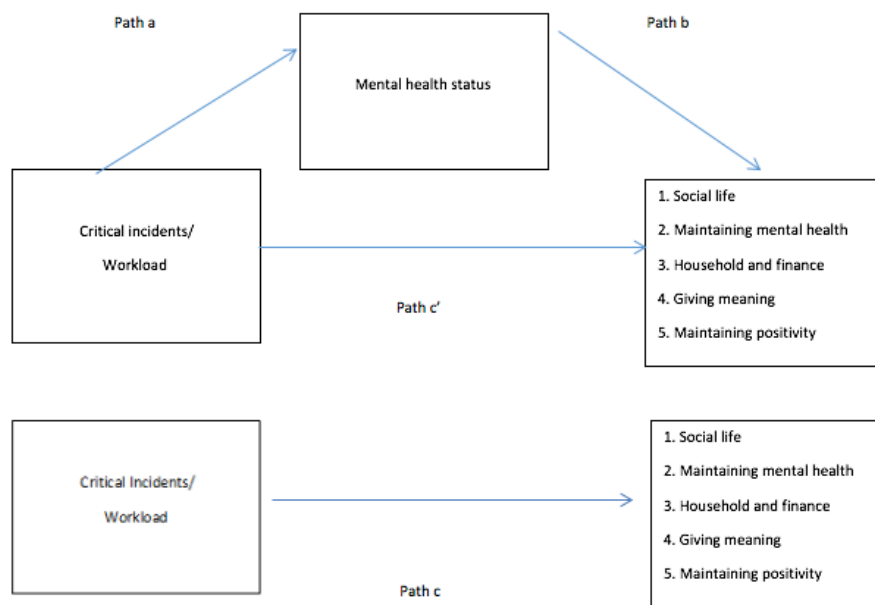 Path a
Path b
Mental health status
Critical incidents/
Workload
1. Social life
2. Maintaining mental health
3. Household and finance
4. Giving meaning
5. Maintaining positivity
Path c’
Critical Incidents/
Workload
1. Social life
2. Maintaining mental health
3. Household and finance
4. Giving meaning
5. Maintaining positivity
Path c